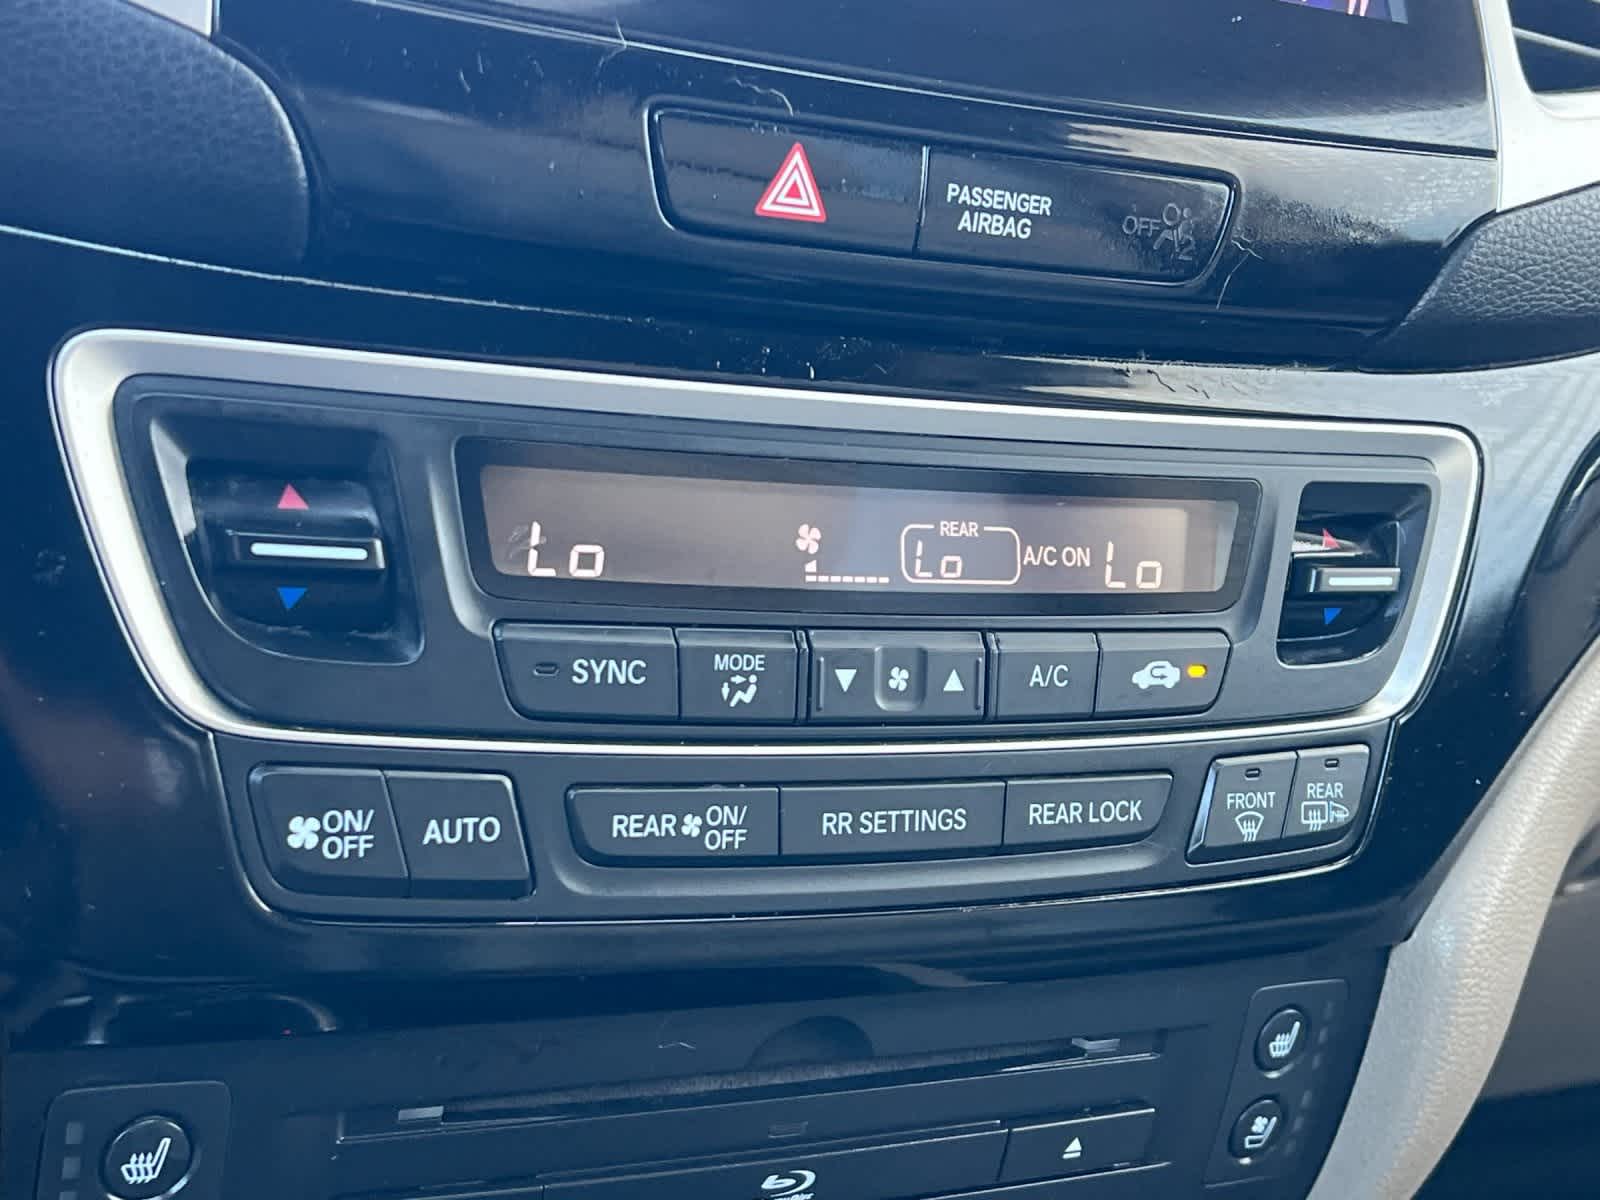 PASSENGER
AIRBAG
OFF
2
Lo
REAR
Lo
A/C ON
Lo
SYNC
MODE
A/C
ON/
OFF
AUTO
REAR
ON/
OFF
RR SETTINGS
REAR LOCK
FRONT
REAR